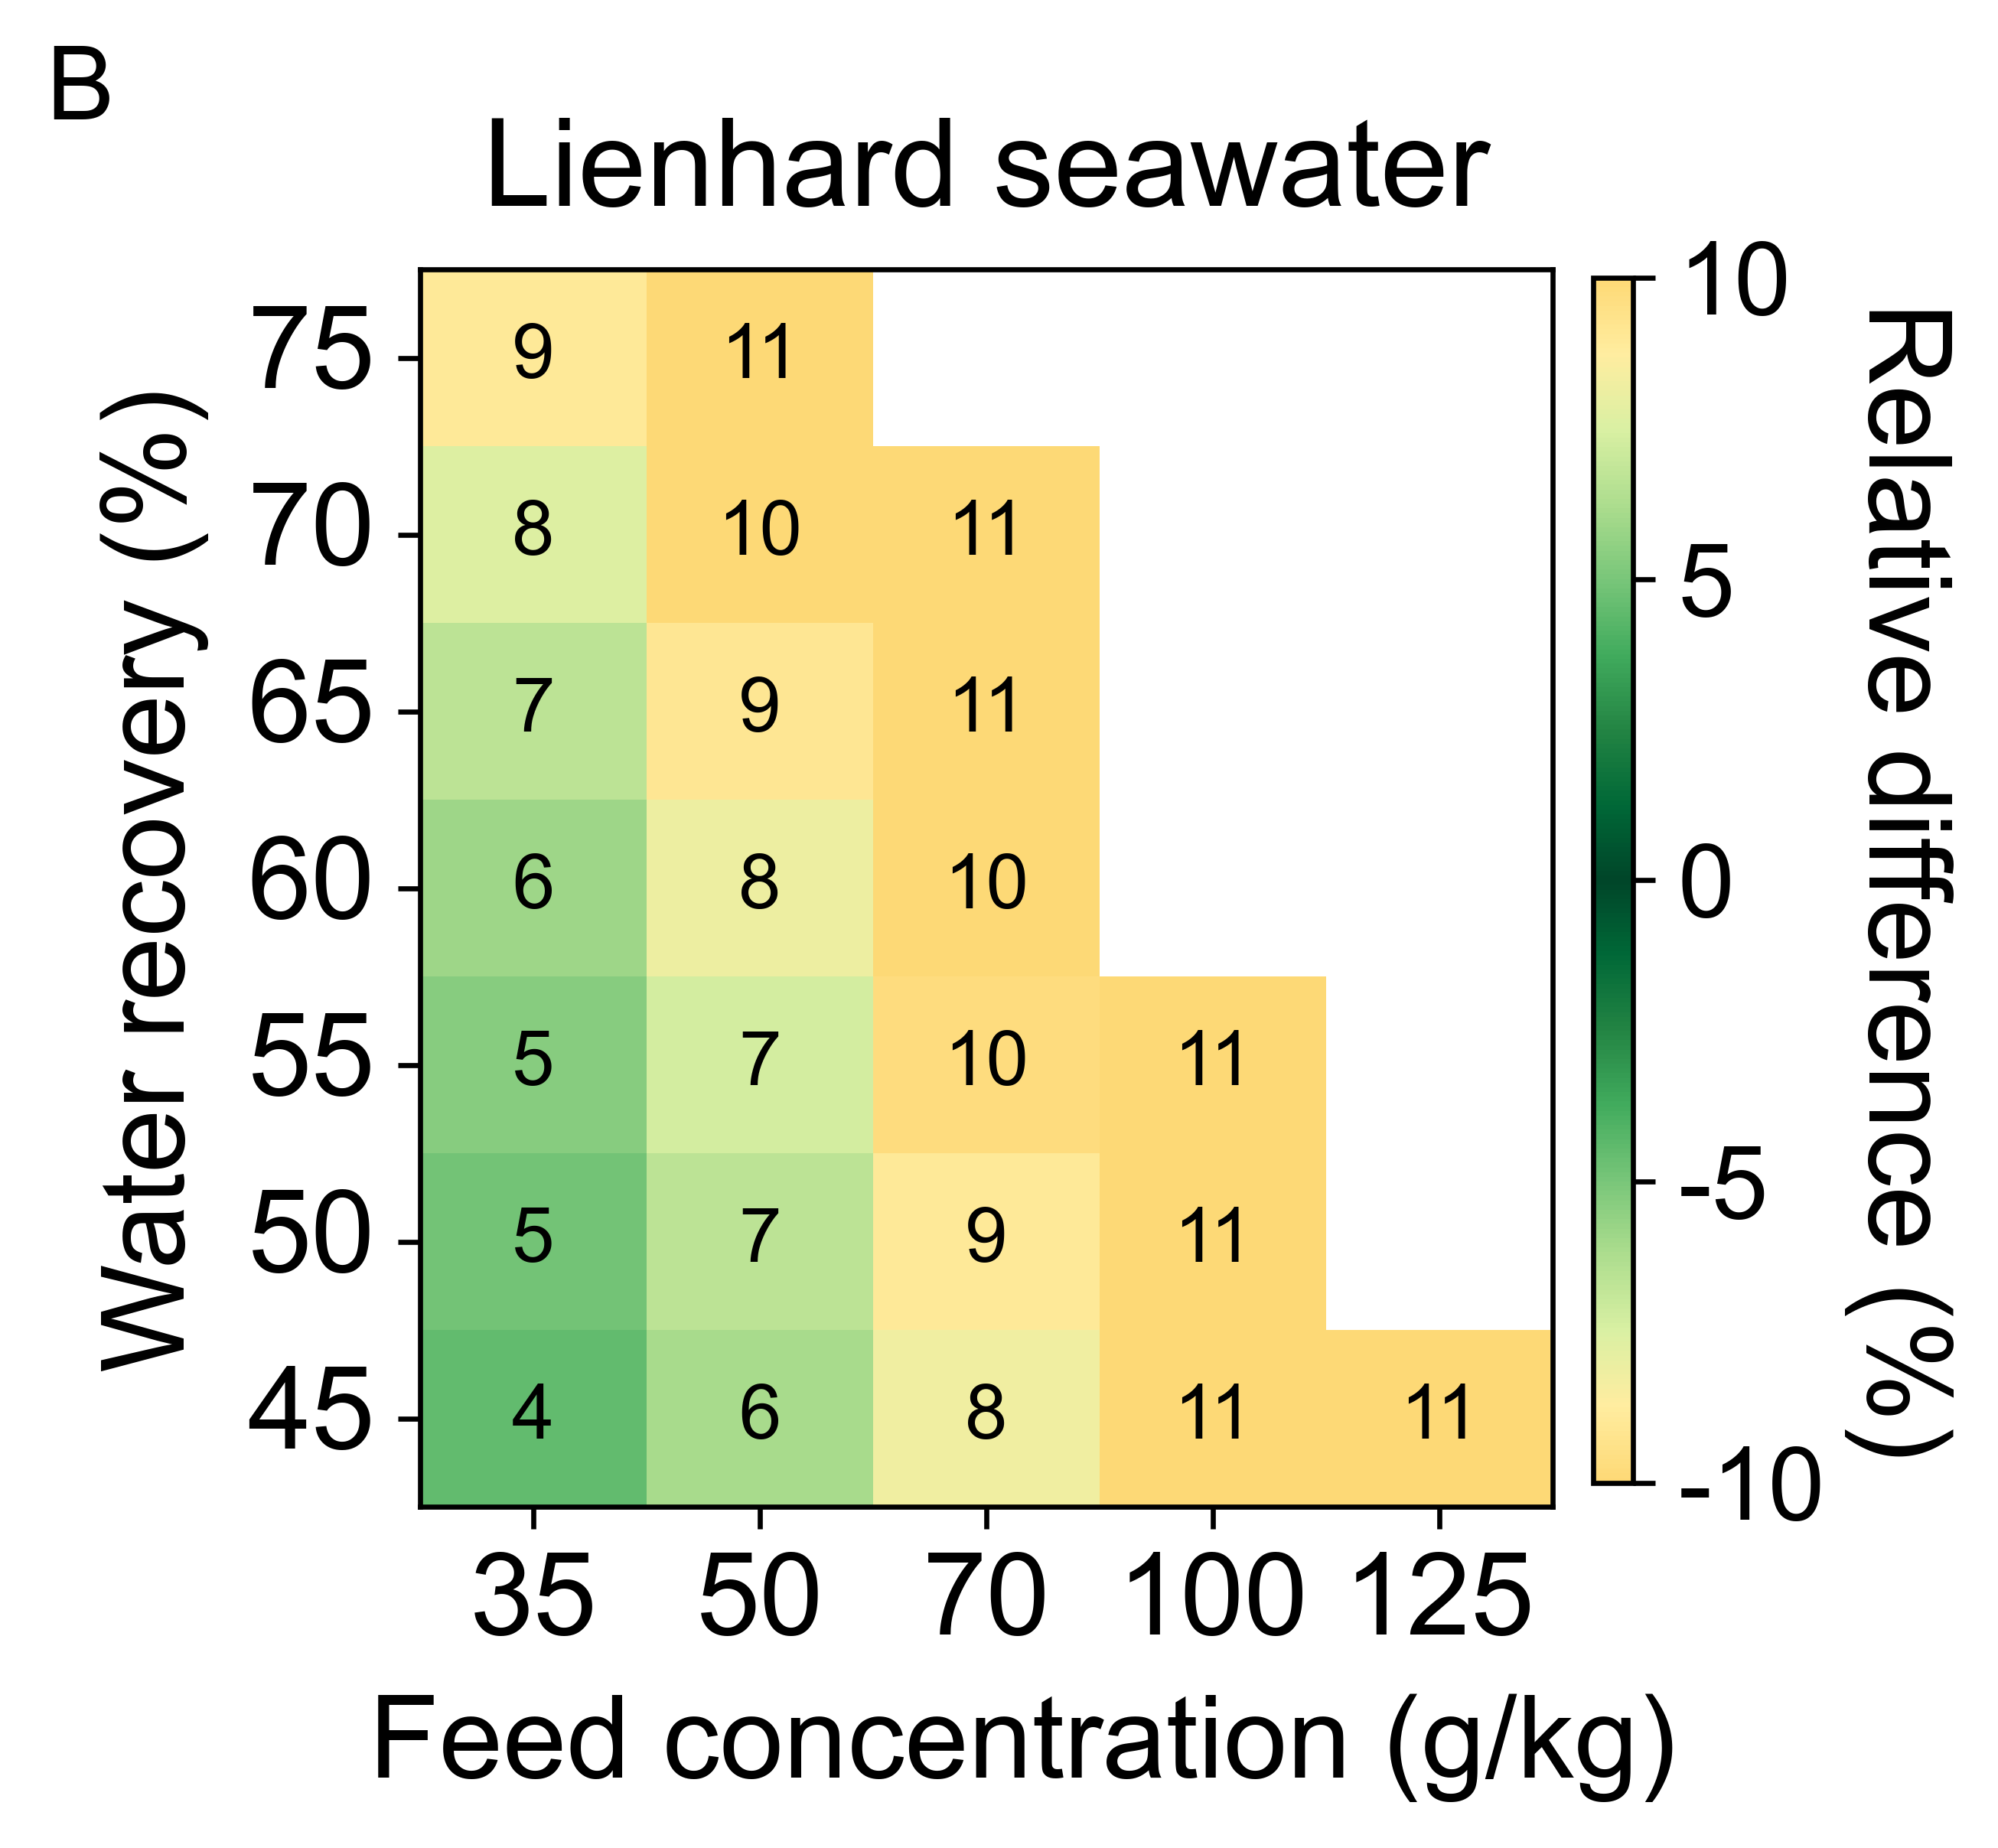 B
Lienhard seawater
75 9 11
70 8 10 11
65 7 9 11
60 6 8 10
55 5 7 10 11
50 5 7 9 11
45 4 6 8 11 11
35 50 70 100 125
Feed concentration (g/kg)
Water recovery (%)
10
5
0
-5
-10
Relative difference (%)